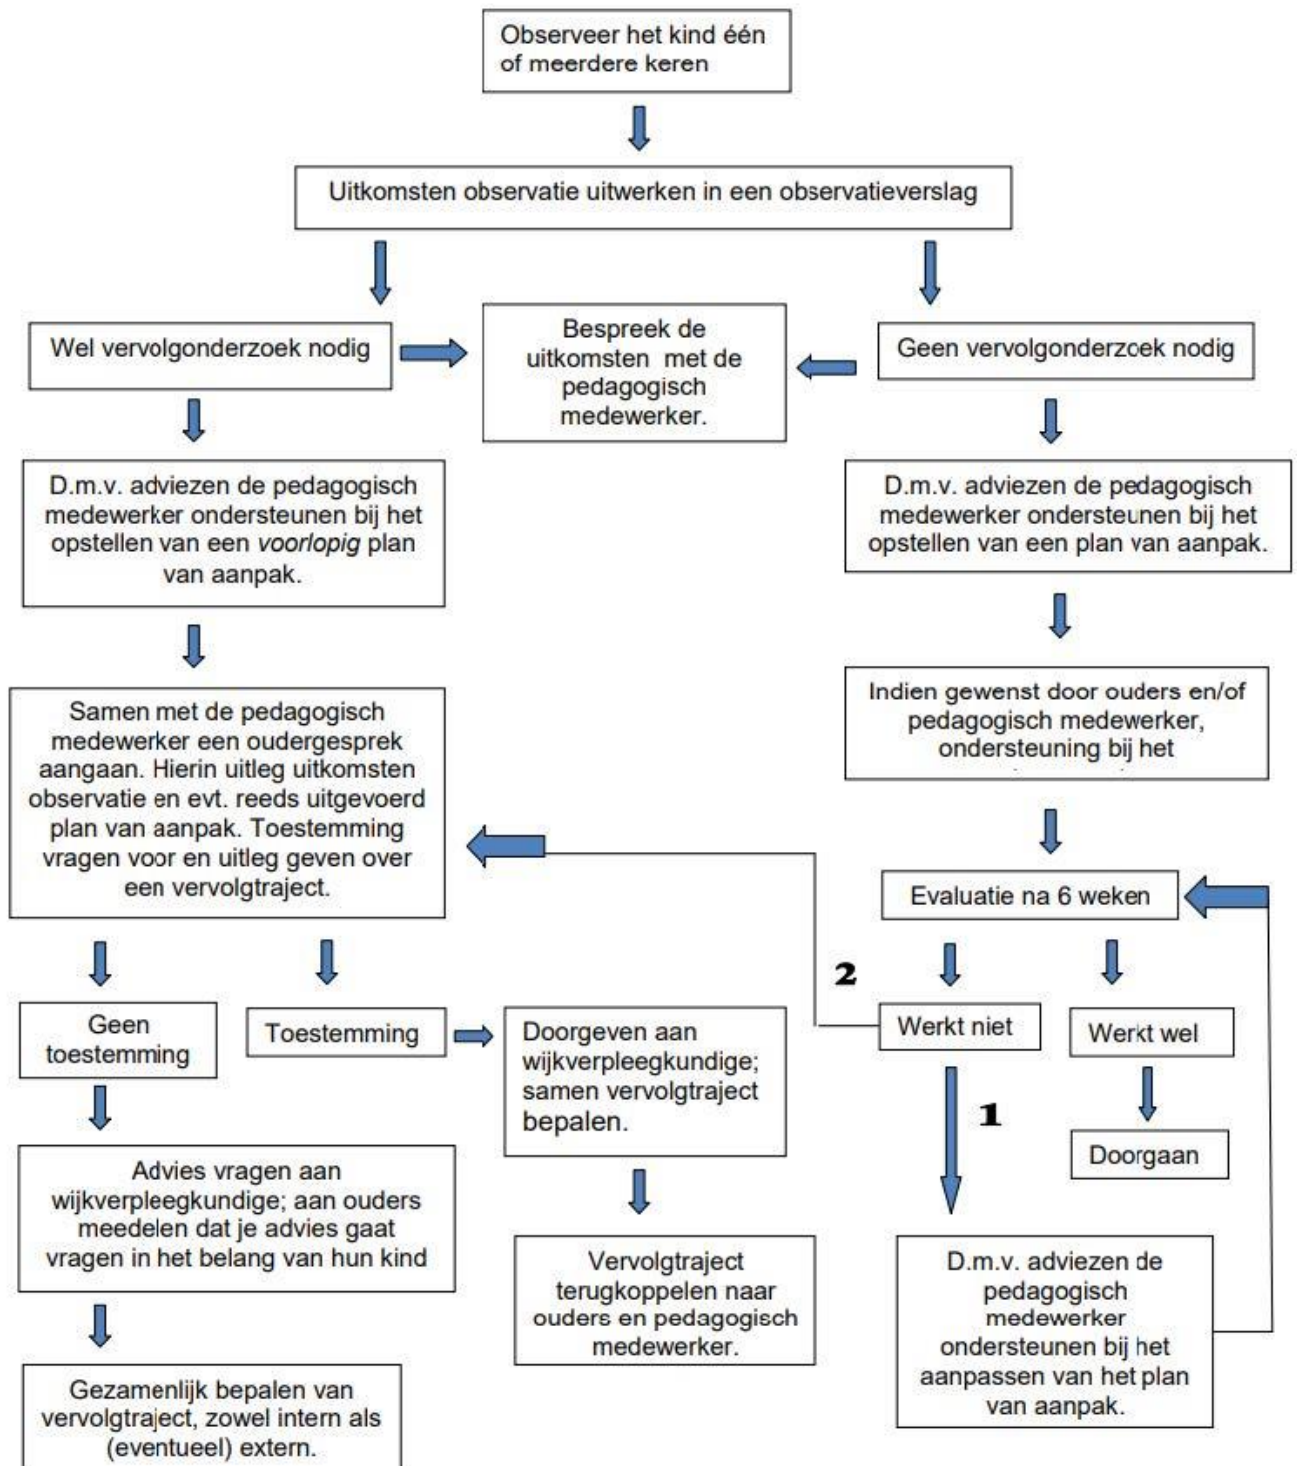 Observeer het kind één
of meerdere keren
Uitkomsten observatie uitwerken in een observatieverslag
Wel vervolgonderzoek nodig
Bespreek de
uitkomsten met de
pedagogisch
medewerker.
Geen vervolgonderzoek nodig
D.m.v. adviezen de pedagogisch
medewerker ondersteunen bij het
opstellen van een voorlopig plan
van aanpak.
D.m.v. adviezen de pedagogisch
medewerker ondersteunen bij het
opstellen van een plan van aanpak.
Samen met de pedagogisch
medewerker een oudergesprek
aangaan. Hierin uitleg uitkomsten
observatie en evt. reeds uitgevoerd
plan van aanpak. Toestemming
vragen voor en uitleg geven over
een vervolgtraject.
Indien gewenst door ouders en/of
pedagogisch medewerker,
ondersteuning bij het
Evaluatie na 6 weken
2
Geen
toestemming
Toestemming
Doorgeven aan
wijkverpleegkundige;
samen vervolgtraject
bepalen.
Werkt niet
Werkt wel
1
Doorgaan
Advies vragen aan
wijkverpleegkundige; aan ouders
meedelen dat je advies gaat
vragen in het belang van hun kind
Vervolgtraject
terugkoppelen naar
ouders en pedagogisch
medewerker.
D.m.v. adviezen de
pedagogisch
medewerker
ondersteunen bij het
aanpassen van het plan
van aanpak.
Gezamenlijk bepalen van
vervolgtraject, zowel intern als
(eventueel) extern.